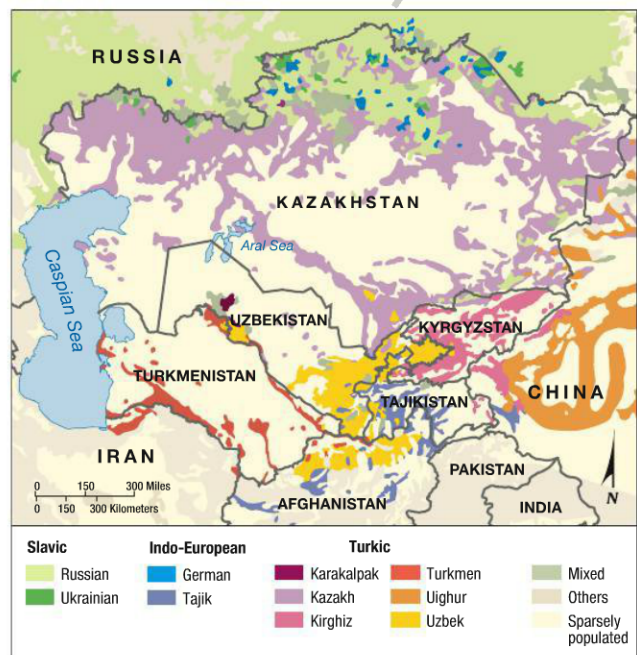 RUSSIA
KAZAKHSTAN
Aral Sea
Caspian Sea
UZBEKISTAN
KYRGYZSTAN
TURKMENISTAN
TAJIKISTAN
CHINA
IRAN
PAKISTAN
AFGHANISTAN
INDIA
0 150 300 Miles
0 150 300 Kilometers
N
Slavic
Russian
Ukrainian
Indo-European
German
Tajik
Turkic
Karakalpak
Kazakh
Kirghiz
Turkmen
Uighur
Uzbek
Mixed
Others
Sparsely
populated